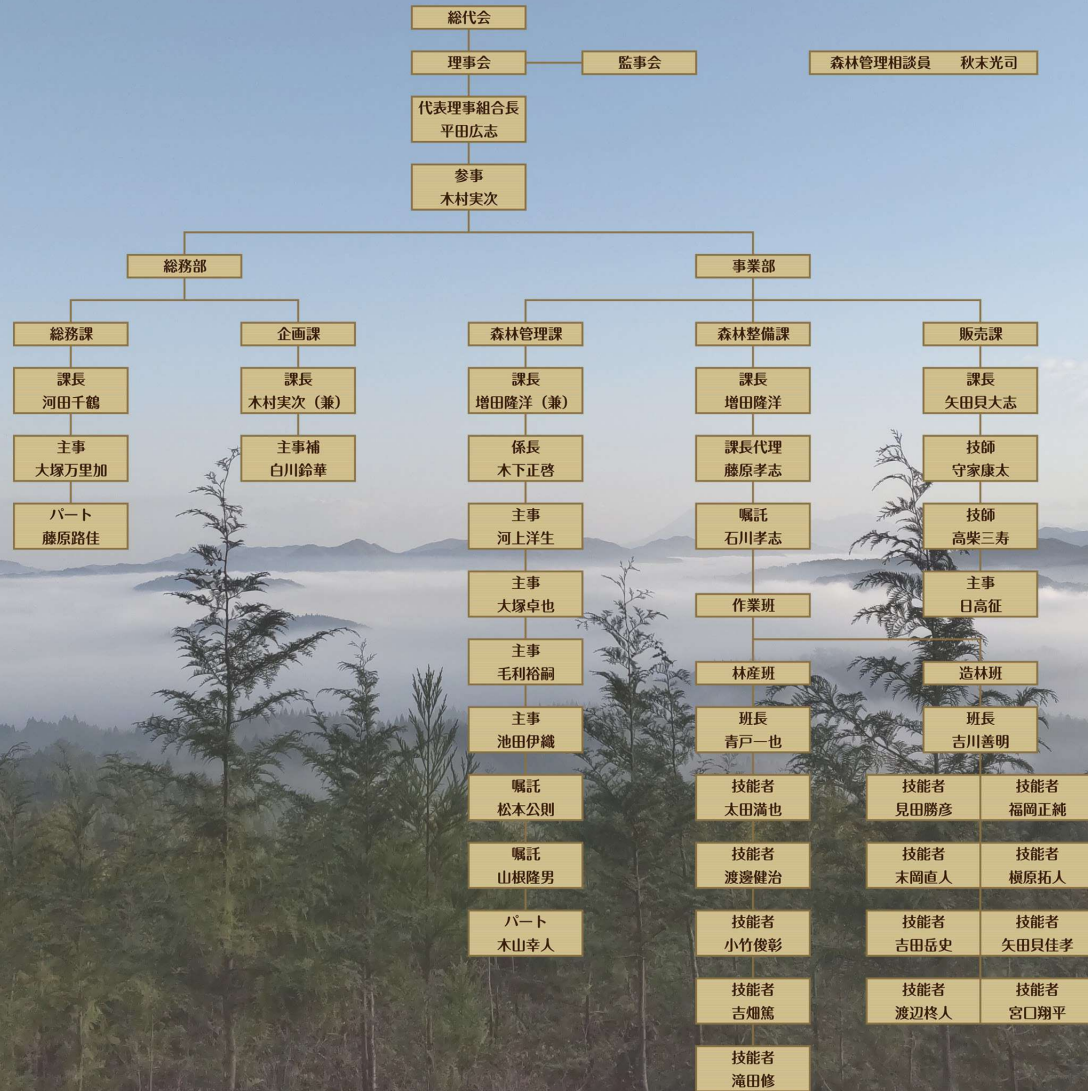 総代会
理事会
監事会
森林管理相談員 秋末光司
代表理事組合長
平田広志
参事
木村実次
総務部
事業部
総務課
企画課
森林管理課
森林整備課
販売課
課長
河田千鶴
主事
大塚万里加
パート
藤原路佳
課長
木村実次（兼）
主事補
白川鈴華
課長
増田隆洋（兼）
係長
木下正啓
主事
河上洋生
主事
大塚卓也
主事
毛利裕嗣
主事
池田伊織
嘱託
松本公則
嘱託
山根隆男
パート
木山幸人
課長
増田隆洋
課長代理
藤原孝志
嘱託
石川孝志
作業班
林産班
班長
青戸一也
技能者
太田満也
技能者
渡邊健治
技能者
小竹俊彰
技能者
吉畑篤
技能者
滝田修
造林班
班長
吉川善明
技能者
見田勝彦
技能者
福岡正純
技能者
末岡直人
技能者
槇原拓人
技能者
吉田岳史
技能者
矢田貝佳孝
技能者
渡辺柊人
技能者
宮口翔平
課長
矢田貝大志
技師
守家康太
技師
高柴三寿
主事
日高征